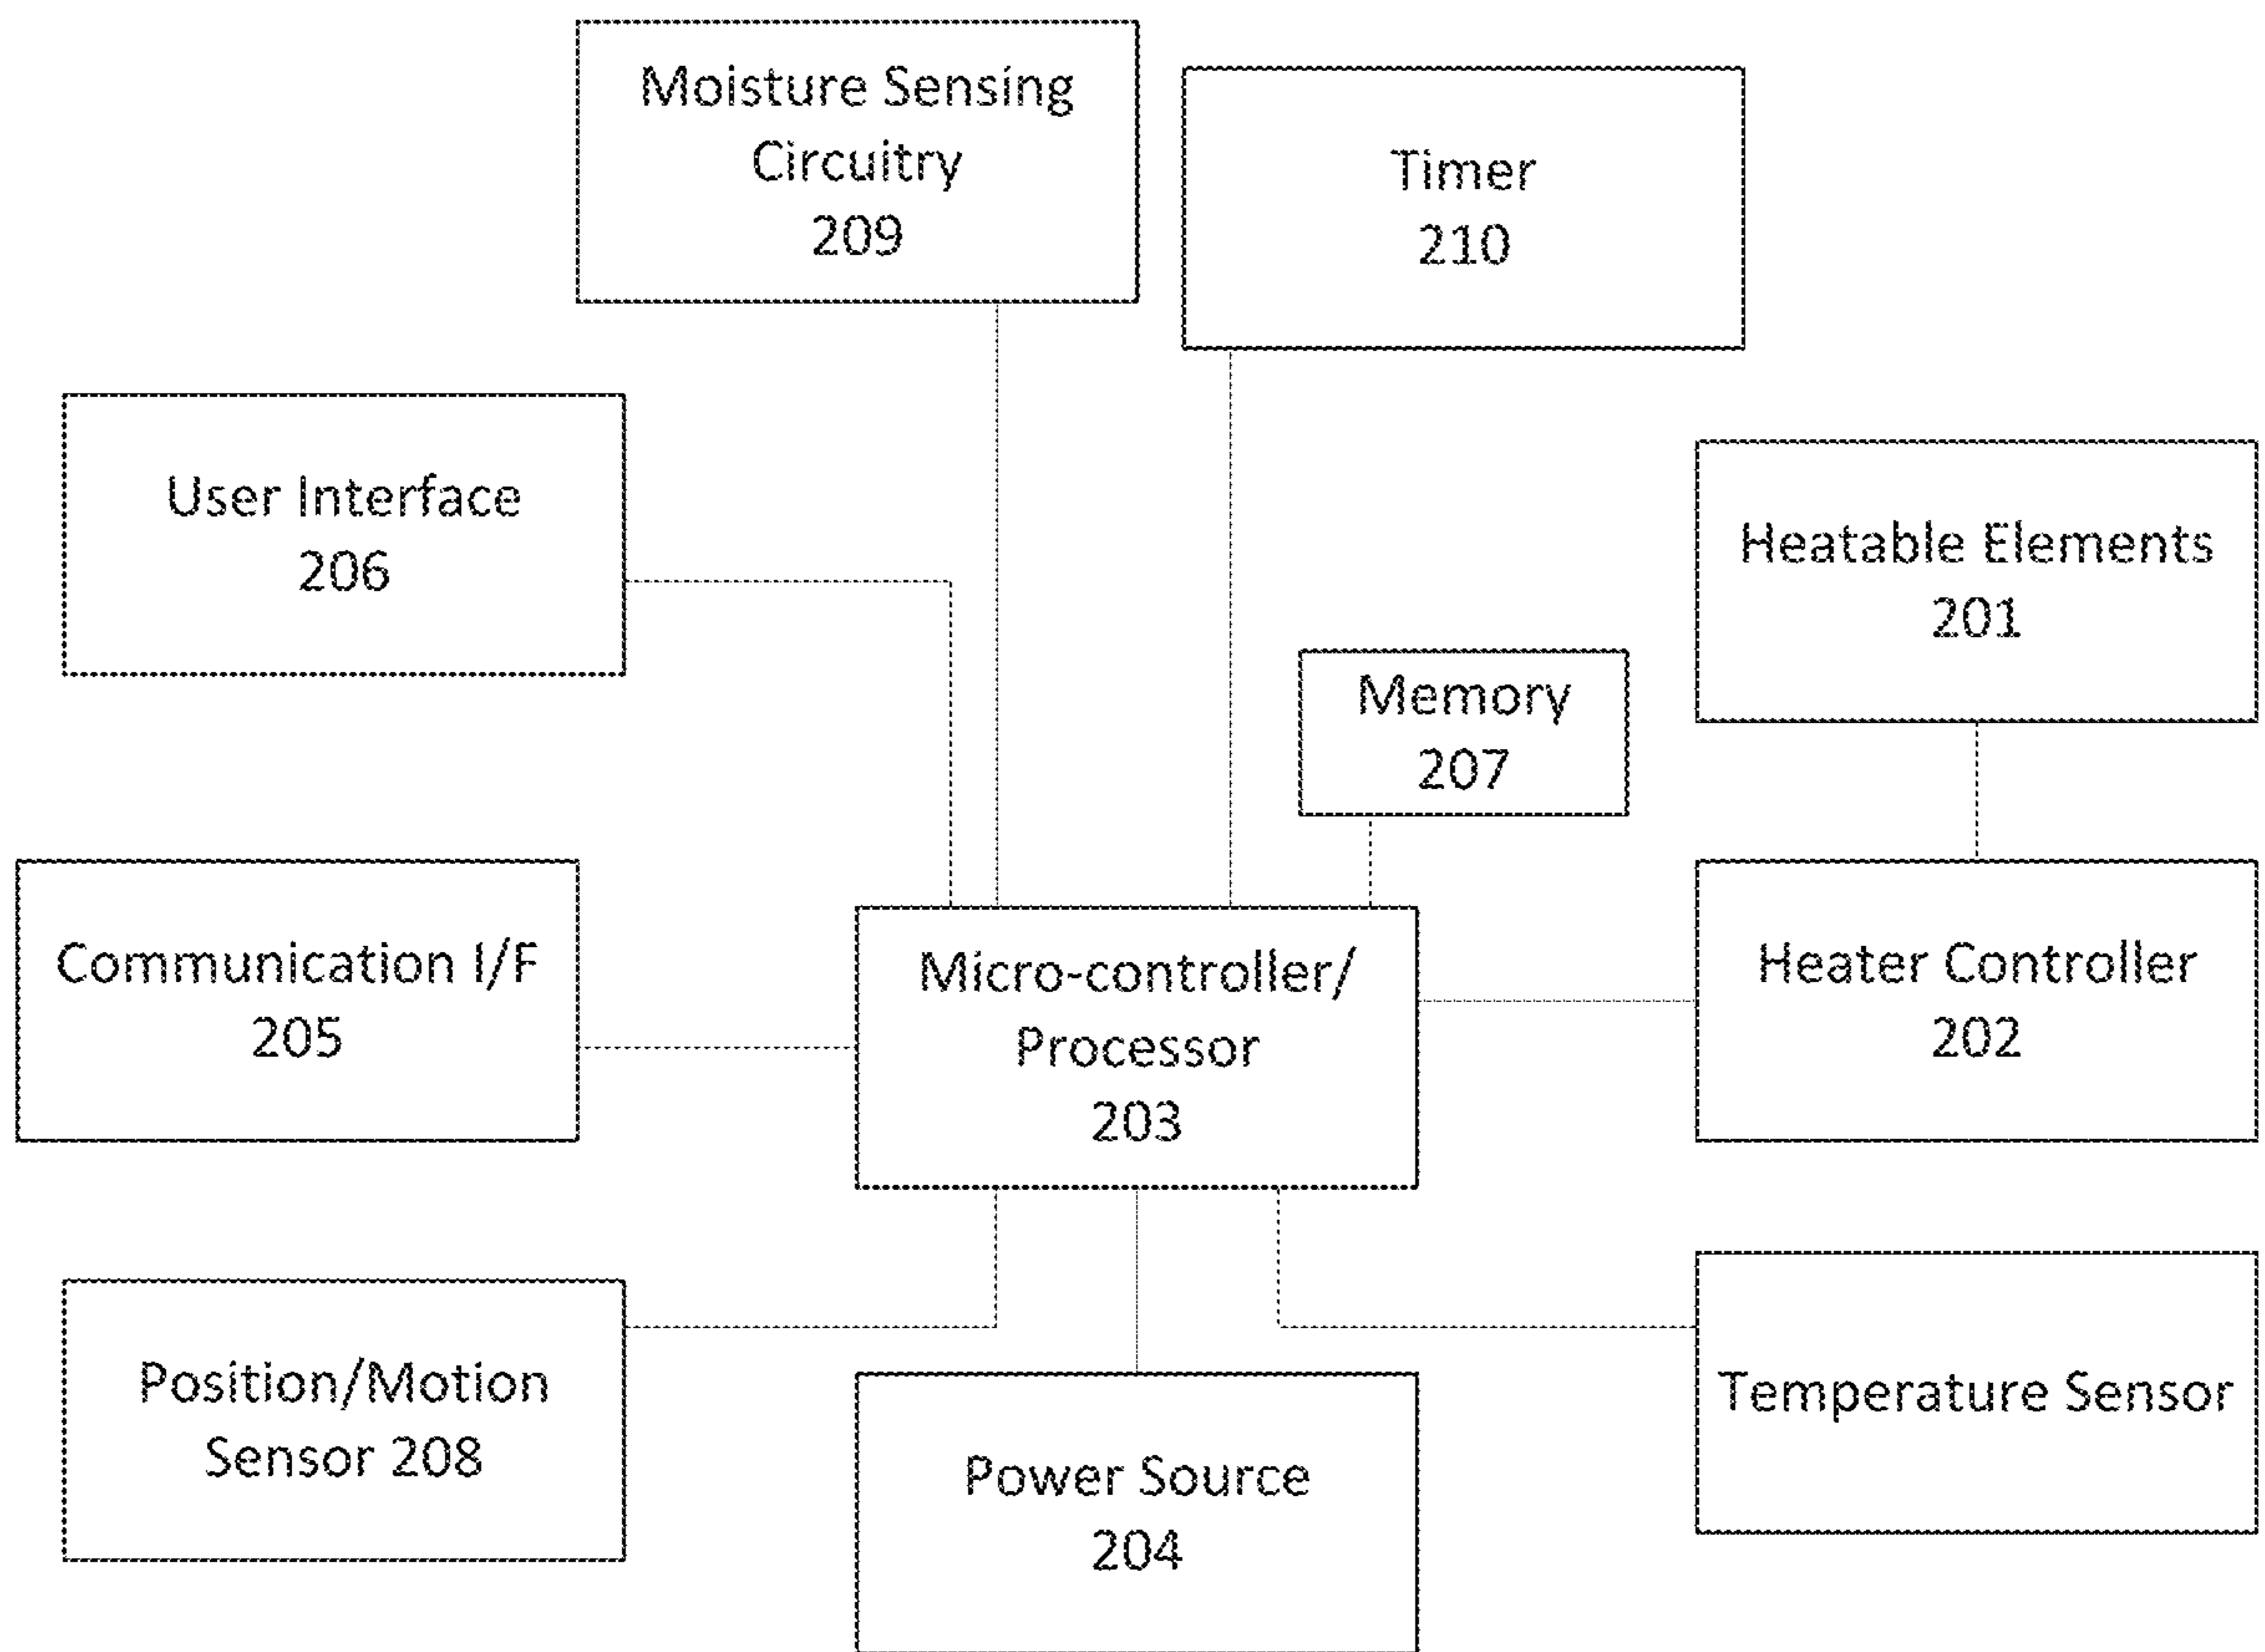 Moisture Sensing
Circuitry
209
Timer
210
User Interface
206
Heatable Elements
201
Memory
207
Communication I/F
205
Micro-controller/
Processor
203
Heater Controller
202
Position/Motion
Sensor 208
Power Source
204
Temperature Sensor